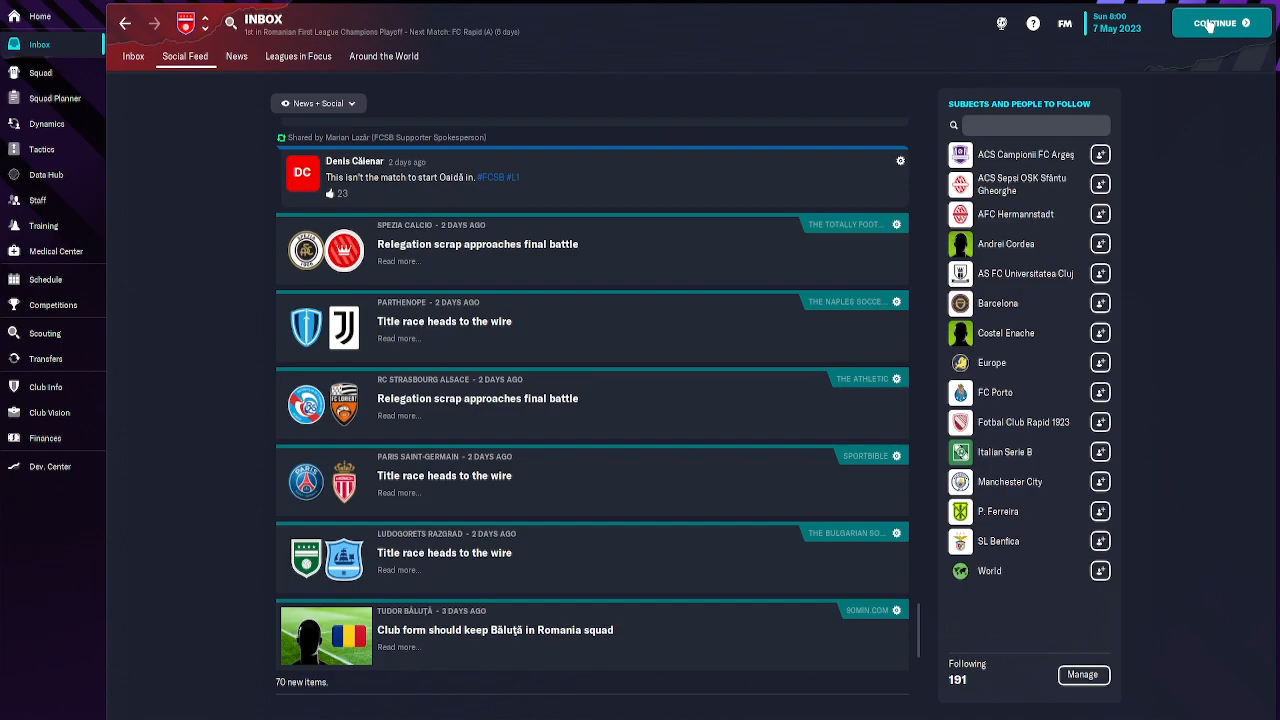 Home
Inbox
Squad
Squad Planner
Dynamics
Tactics
Data Hub
Staff
Training
Medical Center
Schedule
Competitions
Scouting
Transfers
Club Info
Club Vision
Finances
Dev. Center
INBOX
1st in Romanian First League Champions Playoff - Next Match: FC Rapid (A) (6 days)
FM
Sun 8:00
7 May 2023
CONTINUE
Inbox
Social Feed
News
Leagues in Focus
Around the World
News + Social
Shared by Marian Lazăr (FCSB Supporter Spokesperson)
DC
Denis Căienar 2 days ago
This isn't the match to start Oaidă in. #FCSB #L1
23
SPEZIA CALCIO - 2 DAYS AGO
THE TOTALLY FOOT...
Relegation scrap approaches final battle
Read more...
PARTHENOPE - 2 DAYS AGO
THE NAPLES SOCCE...
Title race heads to the wire
Read more...
RC STRASBOURG ALSACE - 2 DAYS AGO
THE ATHLETIC
Relegation scrap approaches final battle
Read more...
PARIS SAINT-GERMAIN - 2 DAYS AGO
SPORTBIBLE
Title race heads to the wire
Read more...
LUDOGORETS RAZGRAD - 2 DAYS AGO
THE BULGARIAN SO...
Title race heads to the wire
Read more...
TUDOR BĂLUŢĂ - 3 DAYS AGO
90MIN.COM
Club form should keep Băluţă in Romania squad
Read more...
70 new items.
SUBJECTS AND PEOPLE TO FOLLOW
ACS Campionii FC Argeş
ACS Sepsi OSK Sfântu
Gheorghe
AFC Hermannstadt
Andrei Cordea
AS FC Universitatea Cluj
Barcelona
Costel Enache
Europe
FC Porto
Fotbal Club Rapid 1923
Italian Serie B
Manchester City
P. Ferreira
SL Benfica
World
Following
191
Manage